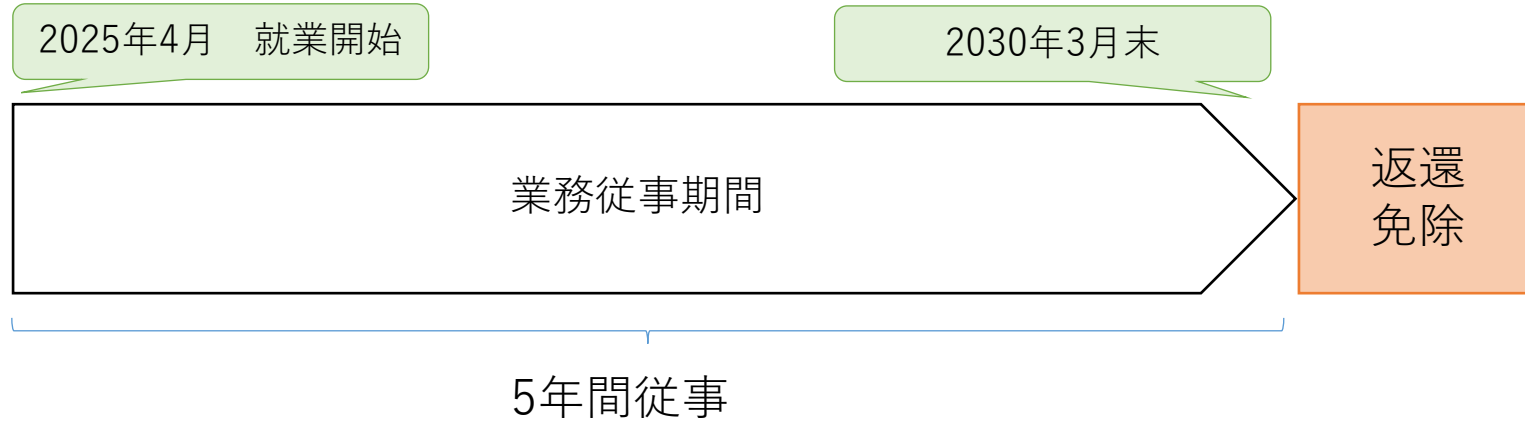 2025年4月　就業開始
2030年3月末
業務従事期間
返還
免除
5年間従事